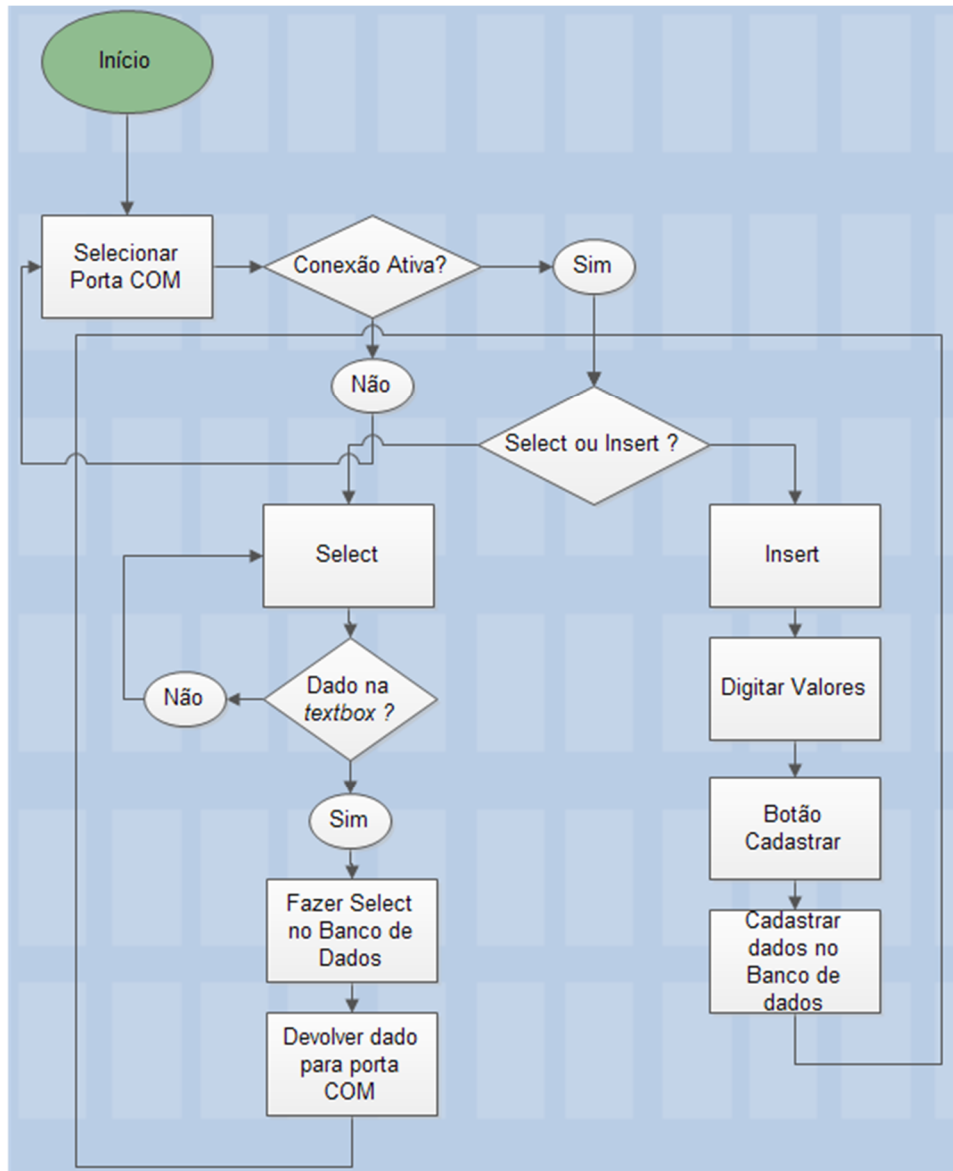 Início
Selecionar
Porta COM
Conexão Ativa?
Sim
Não
Select ou Insert ?
Select
Insert
Dado na
textbox ?
Não
Digitar Valores
Sim
Botão
Cadastrar
Fazer Select
no Banco de
Dados
Cadastrar
dados no
Banco de
dados
Devolver dado
para porta
COM